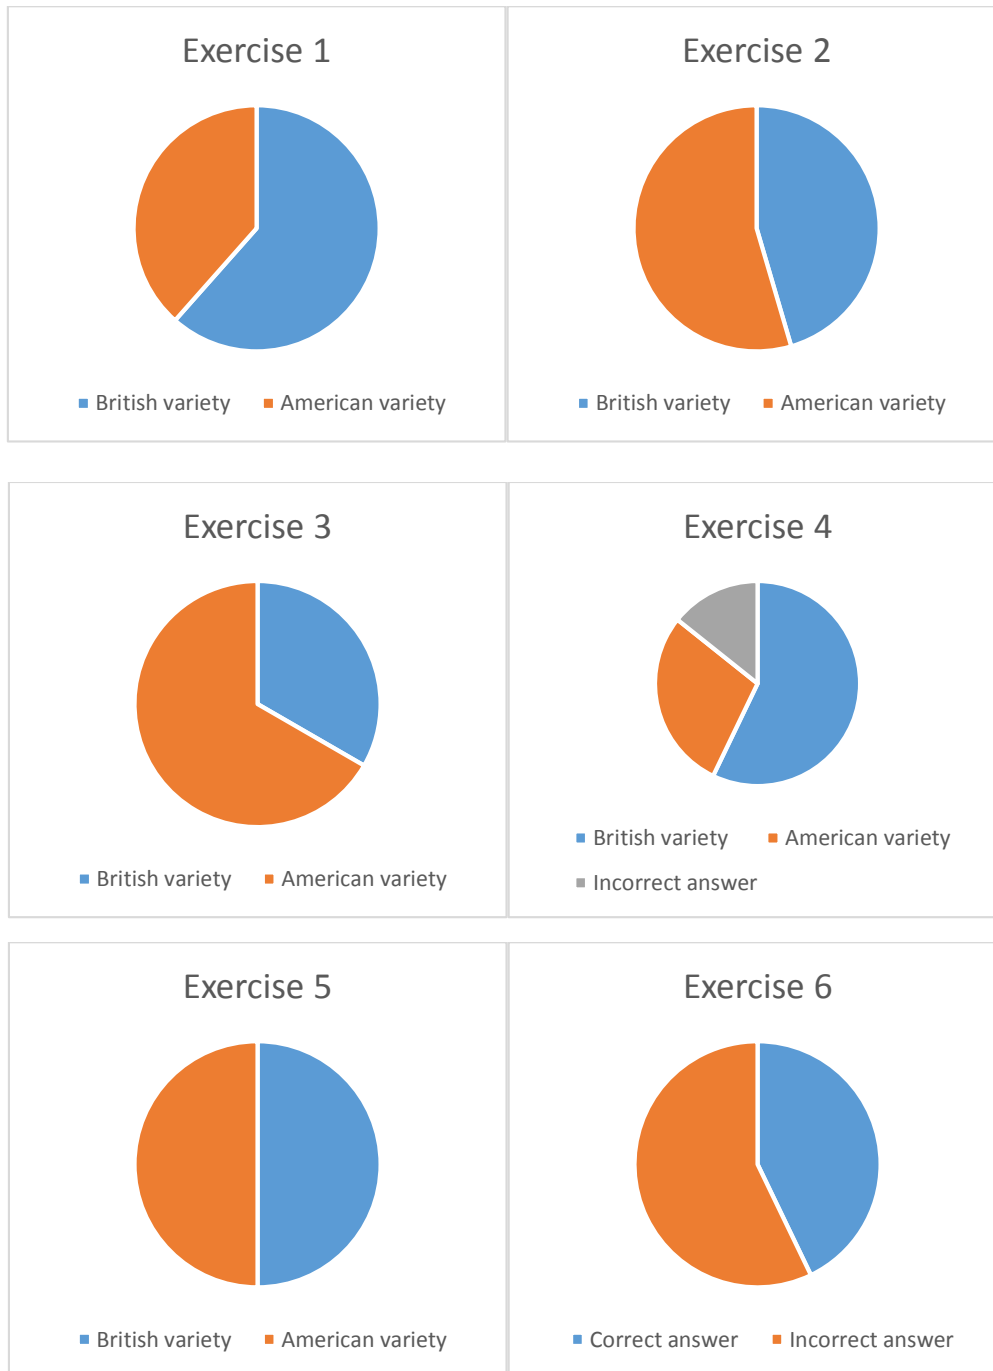 Exercise 1
British variety American variety
Exercise 2
British variety American variety
Exercise 3
British variety American variety
Exercise 4
British variety American variety
Incorrect answer
Exercise 5
British variety American variety
Exercise 6
Correct answer Incorrect answer